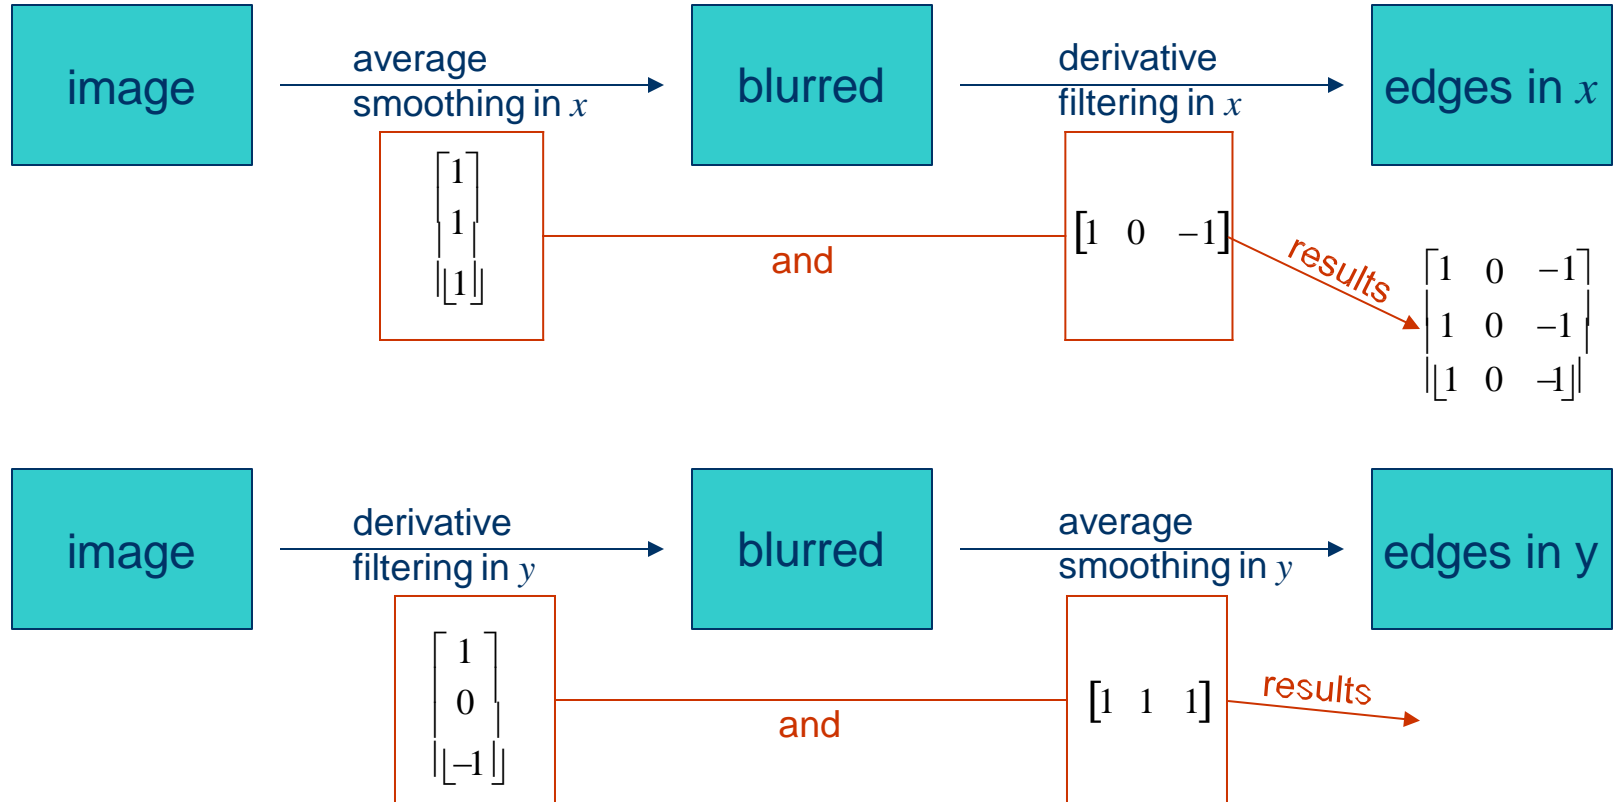 image
average
smoothing in x
blurred
derivative
filtering in x
edges in x
[1
1
1]
and
[1 0 −1]
results
[1 0 −1
1 0 −1
1 0 −1]
image
derivative
filtering in y
blurred
average
smoothing in y
edges in y
[1
0
−1]
and
[1 1 1]
results